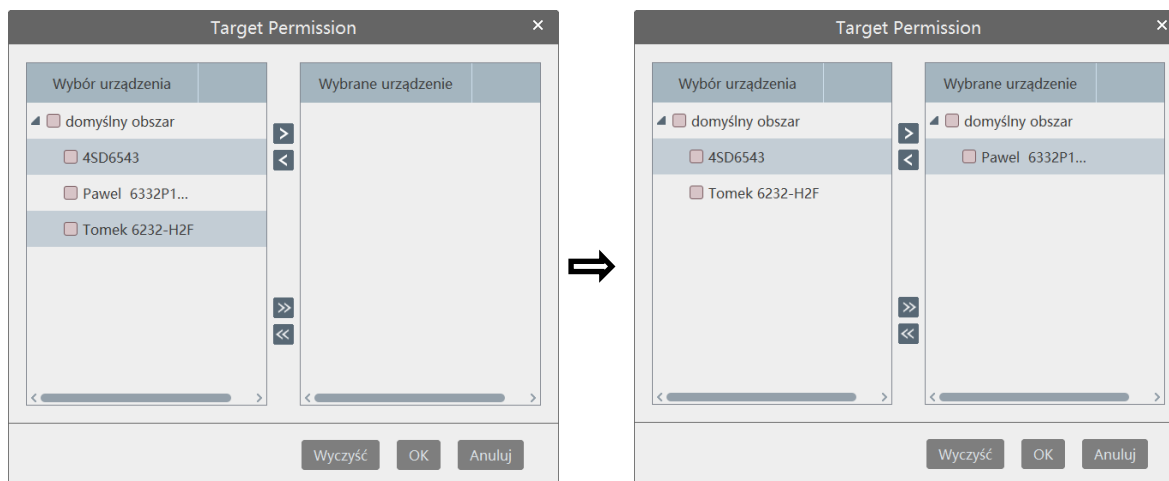 Target Permission
Wybór urządzenia
Wybrane urządzenie
domyślny obszar
4SD6543
Pawel 6332P1...
Tomek 6232-H2F
Wyczyść OK Anuluj
Target Permission
Wybór urządzenia
Wybrane urządzenie
domyślny obszar
4SD6543
Tomek 6232-H2F
domyślny obszar
Pawel 6332P1...
Wyczyść OK Anuluj